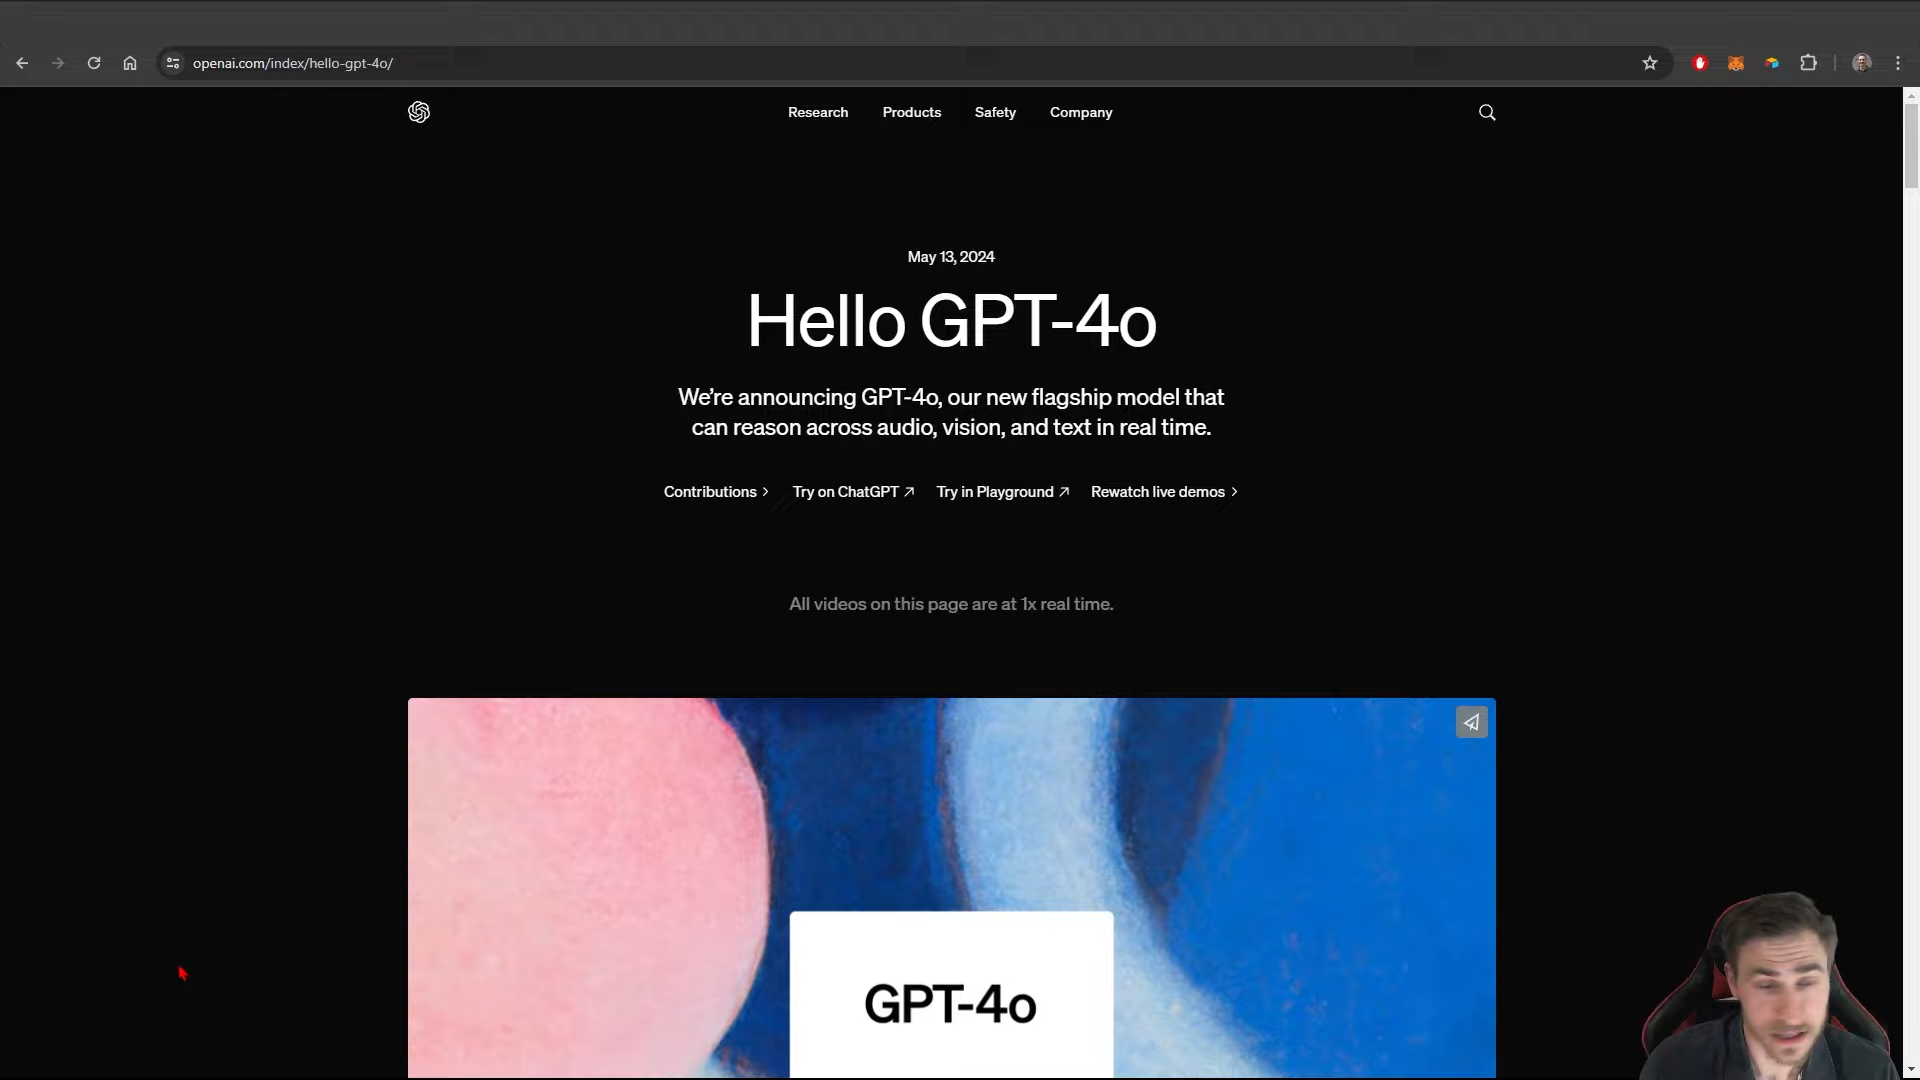 openai.com/index/hello-gpt-4o/
Research Products Safety Company
May 13, 2024
Hello GPT-4o
We're announcing GPT-4o, our new flagship model that
can reason across audio, vision, and text in real time.
Contributions Try on ChatGPT Try in Playground Rewatch live demos
All videos on this page are at 1x real time.
GPT-4o